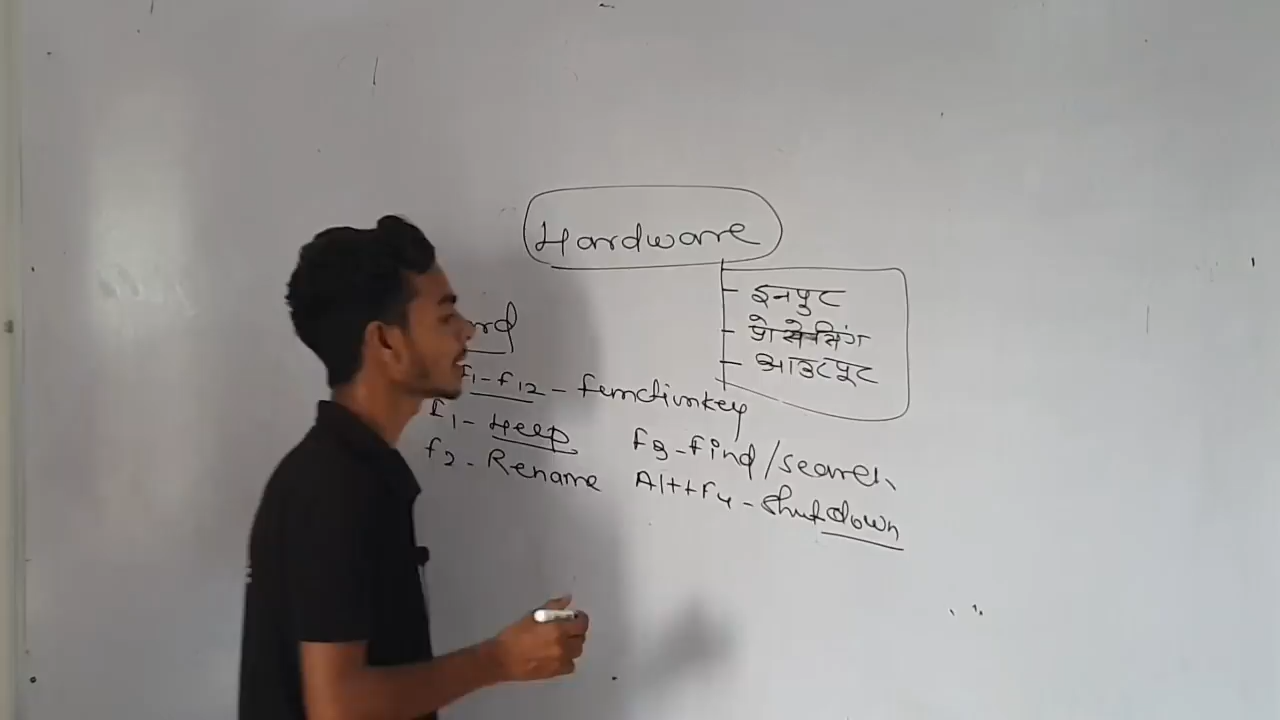 Hardware
इनपुट
प्रोसेसिंग
आउटपूट
rd
f1-f12 - functionkey
f1 - Help
f3 - find/search
f2 - Rename
Alt+f4 - shutdown